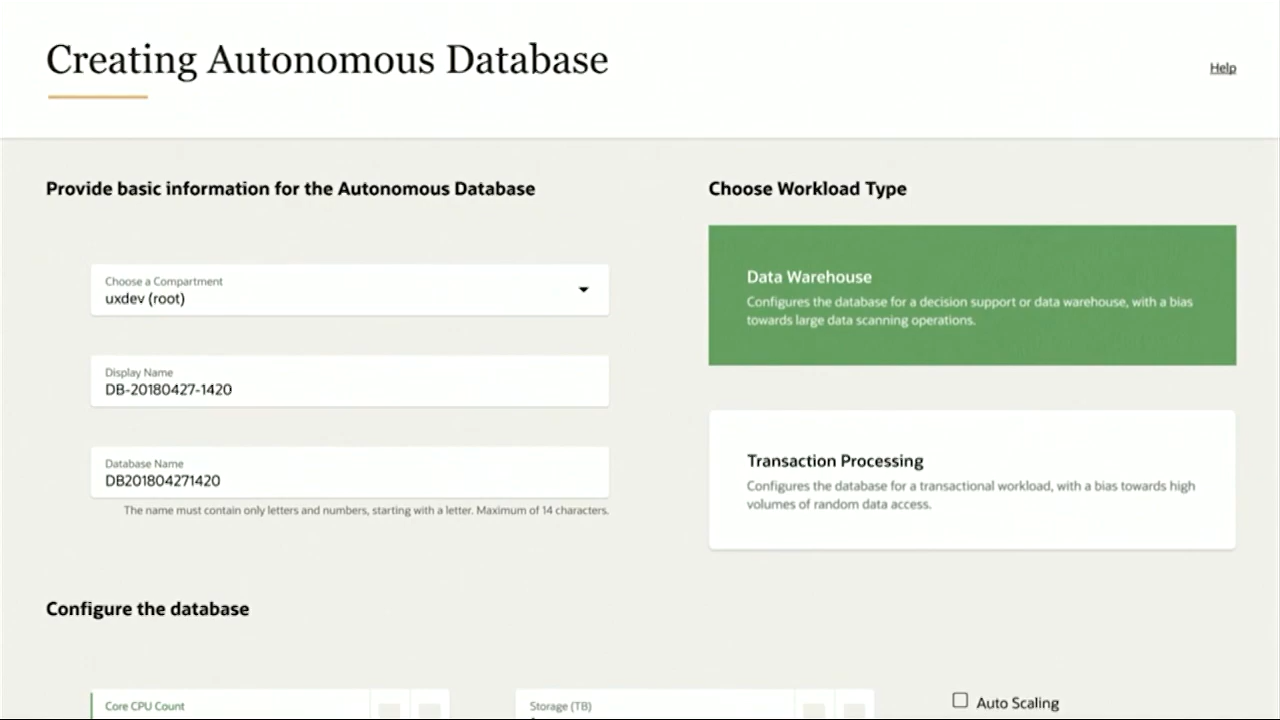 Creating Autonomous Database
Help
Provide basic information for the Autonomous Database
Choose a Compartment
uxdev (root)
Display Name
DB-20180427-1420
Database Name
DB201804271420
The name must contain only letters and numbers, starting with a letter. Maximum of 14 characters.
Choose Workload Type
Data Warehouse
Configures the database for a decision support or data warehouse, with a bias
towards large data scanning operations.
Transaction Processing
Configures the database for a transactional workload, with a bias towards high
volumes of random data access.
Configure the database
Core CPU Count
Storage (TB)
Auto Scaling